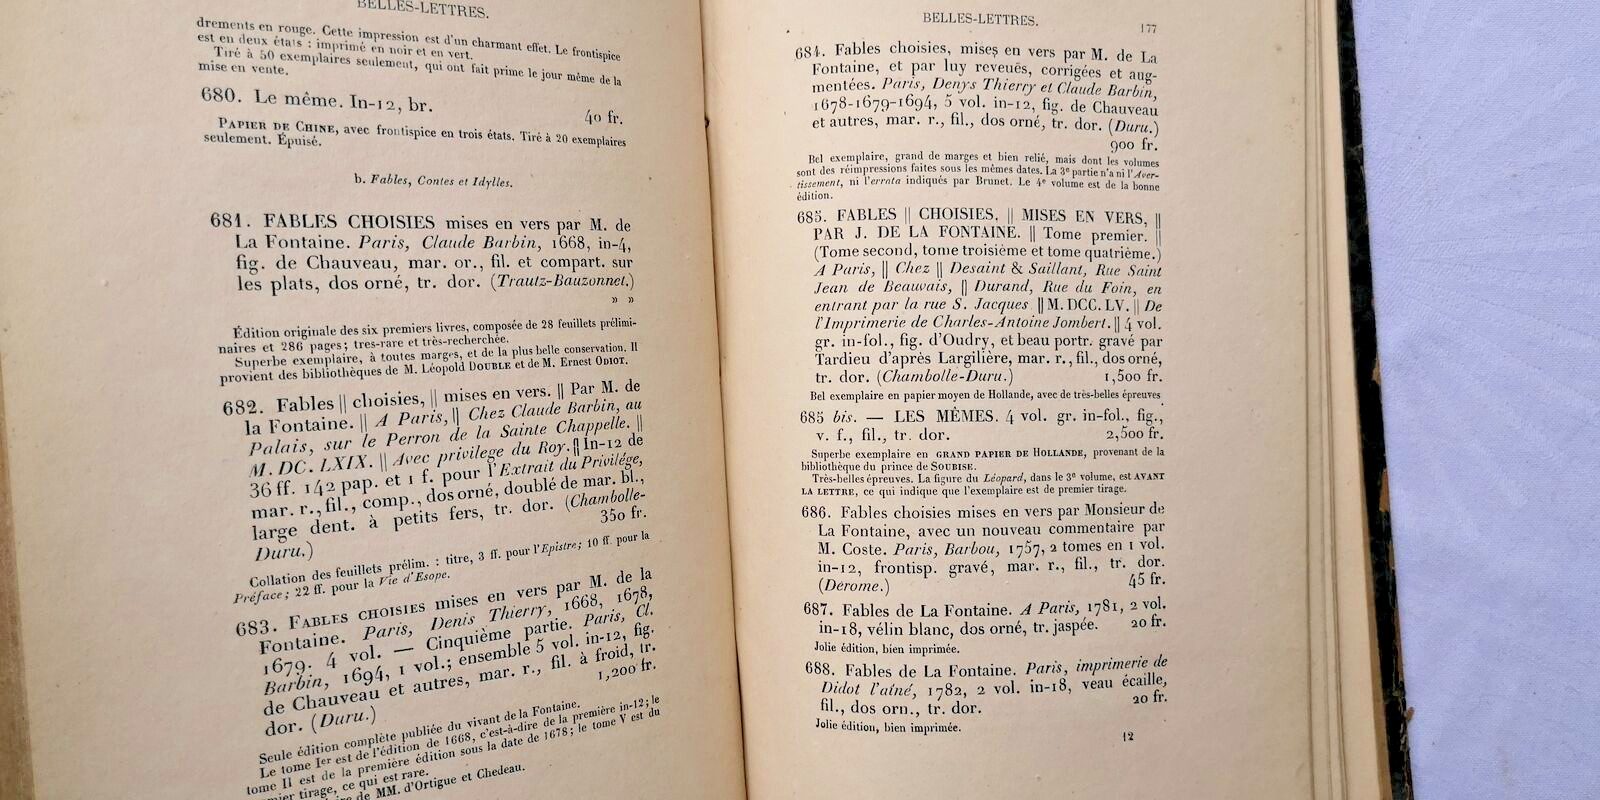 BELLES-LETTRES.
drements en rouge. Cette impression est d'un charmant effet. Le frontispice
est en deux états : imprimé en noir et en vert.
Tiré à 50 exemplaires seulement, qui ont fait prime le jour même de la
mise en vente.
680. Le même. In-12, br.
40 fr.
PAPIER DE CHINE, avec frontispice en trois états. Tiré à 20 exemplaires
seulement. Épuisé.
b. Fables, Contes et Idylles.
681. FABLES CHOISIES mises en vers par M. de
La Fontaine. Paris, Claude Barbin, 1668, in-4,
fig. de Chauveau, mar. or., fil. et compart. sur
les plats, dos orné, tr. dor. (Trautz-Bauzonnet.)
» »
Édition originale des six premiers livres, composée de 28 feuillets prélimi-
naires et 286 pages; tres-rare et très-recherchée.
Superbe exemplaire, à toutes marges, et de la plus belle conservation. Il
provient des bibliothèques de M. Léopold DOUBLE et de M. Ernest ODIOT.
682. Fables || choisies, || mises en vers. || Par M. de
la Fontaine. || A Paris, || Chez Claude Barbin, au
Palais, sur le Perron de la Sainte Chappelle. ||
M. DC. LXIX. || Avec privilege du Roy. || In-12 de
36 ff. 142 pap. et 1 f. pour l'Extrait du Privilége,
mar. r., fil., comp., dos orné, doublé de mar. bl.,
large dent. à petits fers, tr. dor. (Chambolle-
Duru.) 350 fr.
Collation des feuillets prélim. : titre, 3 ff. pour l'Epistre; 10 ff. pour la
Préface; 22 ff. pour la Vie d'Esope.
683. FABLES CHOISIES mises en vers par M. de la
Fontaine. Paris, Denis Thierry, 1668, 1678,
1679. 4 vol. — Cinquième partie. Paris, Cl.
Barbin, 1694, 1 vol.; ensemble 5 vol. in-12, fig.
de Chauveau et autres, mar. r., fil. à froid, tr.
dor. (Duru.) 1,200 fr.
Seule édition complète publiée du vivant de la Fontaine.
Le tome Ier est de l'édition de 1668, c'est-à-dire de la première in-12; le
tome II est de la première édition sous la date de 1678; le tome V est du
mier tirage, ce qui est rare.
de MM. d'Ortigue et Chedeau.
BELLES-LETTRES. 177
684. Fables choisies, mises en vers par M. de La
Fontaine, et par luy reveuës, corrigées et aug-
mentées. Paris, Denys Thierry et Claude Barbin,
1678-1679-1694, 5 vol. in-12, fig. de Chauveau
et autres, mar. r., fil., dos orné, tr. dor. (Duru.)
900 fr.
Bel exemplaire, grand de marges et bien relié, mais dont les volumes
sont des réimpressions faites sous les mêmes dates. La 3e partie n'a ni l'Aver-
tissement, ni l'errata indiqués par Brunet. Le 4e volume est de la bonne
édition.
685. FABLES || CHOISIES, || MISES EN VERS, ||
PAR J. DE LA FONTAINE. || Tome premier. ||
(Tome second, tome troisième et tome quatrième.)
A Paris, || Chez || Desaint & Saillant, Rue Saint
Jean de Beauvais, || Durand, Rue du Foin, en
entrant par la rue S. Jacques || M. DCC. LV. || De
l'Imprimerie de Charles-Antoine Jombert. || 4 vol.
gr. in-fol., fig. d'Oudry, et beau portr. gravé par
Tardieu d'après Largilière, mar. r., fil., dos orné,
tr. dor. (Chambolle-Duru.) 1,500 fr.
Bel exemplaire en papier moyen de Hollande, avec de très-belles épreuves
685 bis. — LES MÊMES. 4 vol. gr. in-fol., fig.,
v. f., fil., tr. dor. 2,500 fr.
Superbe exemplaire en GRAND PAPIER DE HOLLANDE, provenant de la
bibliothèque du prince de SOUBISE.
Très-belles épreuves. La figure du Léopard, dans le 3e volume, est AVANT
LA LETTRE, ce qui indique que l'exemplaire est de premier tirage.
686. Fables choisies mises en vers par Monsieur de
La Fontaine, avec un nouveau commentaire par
M. Coste. Paris, Barbou, 1757, 2 tomes en 1 vol.
in-12, frontisp. gravé, mar. r., fil., tr. dor.
(Derome.) 45 fr.
687. Fables de La Fontaine. A Paris, 1781, 2 vol.
in-18, vélin blanc, dos orné, tr. jaspée. 20 fr.
Jolie édition, bien imprimée.
688. Fables de La Fontaine. Paris, imprimerie de
Didot l'aîné, 1782, 2 vol. in-18, veau écaille,
fil., dos orn., tr. dor. 20 fr.
Jolie édition, bien imprimée.
12